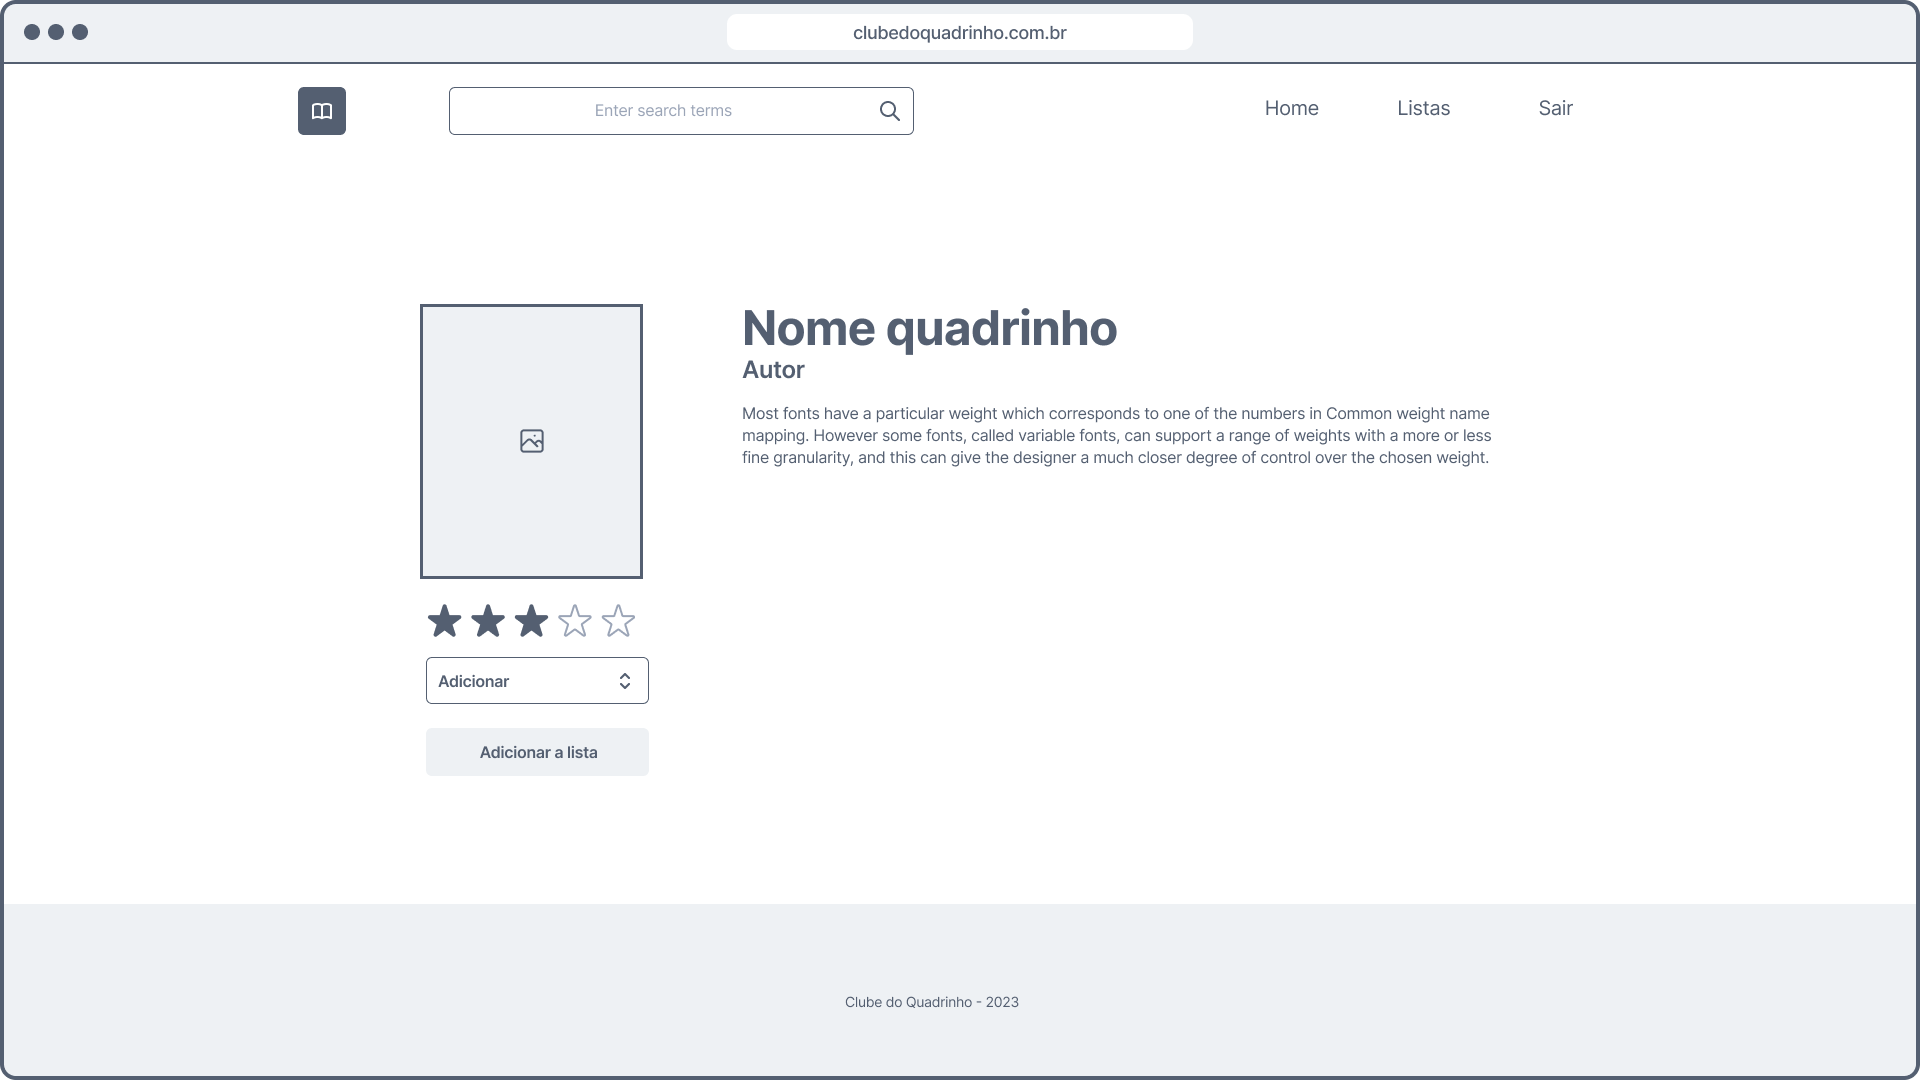 clubedoquadrinho.com.br
Enter search terms
Home
Listas
Sair
Nome quadrinho
Autor
Most fonts have a particular weight which corresponds to one of the numbers in Common weight name
mapping. However some fonts, called variable fonts, can support a range of weights with a more or less
fine granularity, and this can give the designer a much closer degree of control over the chosen weight.
Adicionar
Adicionar a lista
Clube do Quadrinho - 2023